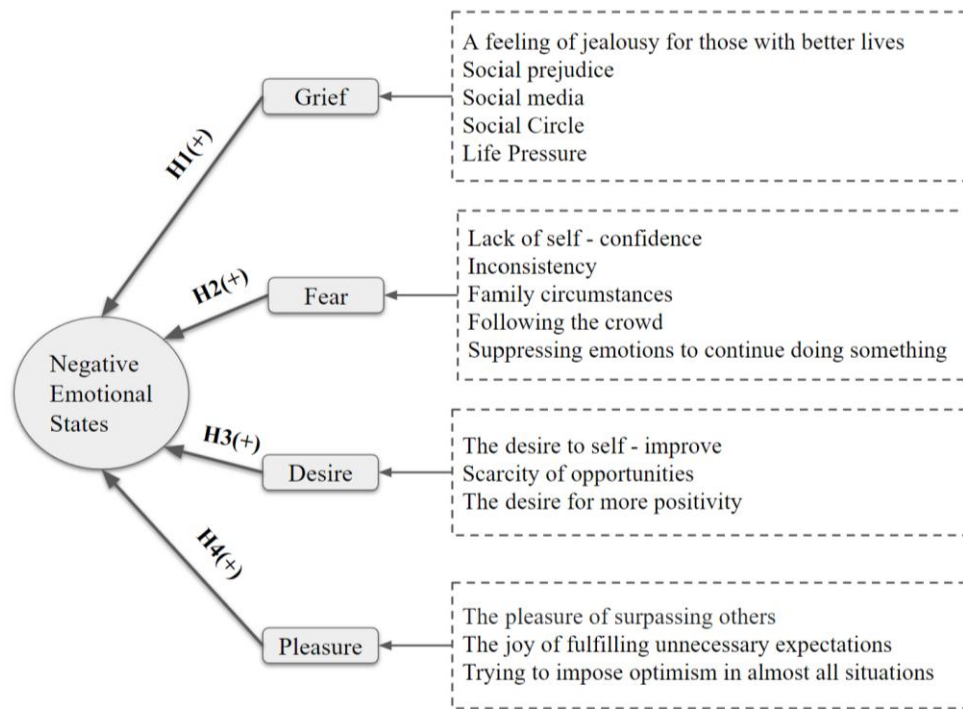 A feeling of jealousy for those with better lives
Social prejudice
Social media
Social Circle
Life Pressure
Grief
H1(+)
Lack of self - confidence
Inconsistency
Family circumstances
Following the crowd
Suppressing emotions to continue doing something
Fear
H2(+)
Negative
Emotional
States
The desire to self - improve
Scarcity of opportunities
The desire for more positivity
Desire
H3(+)
The pleasure of surpassing others
The joy of fulfilling unnecessary expectations
Trying to impose optimism in almost all situations
Pleasure
H4(+)